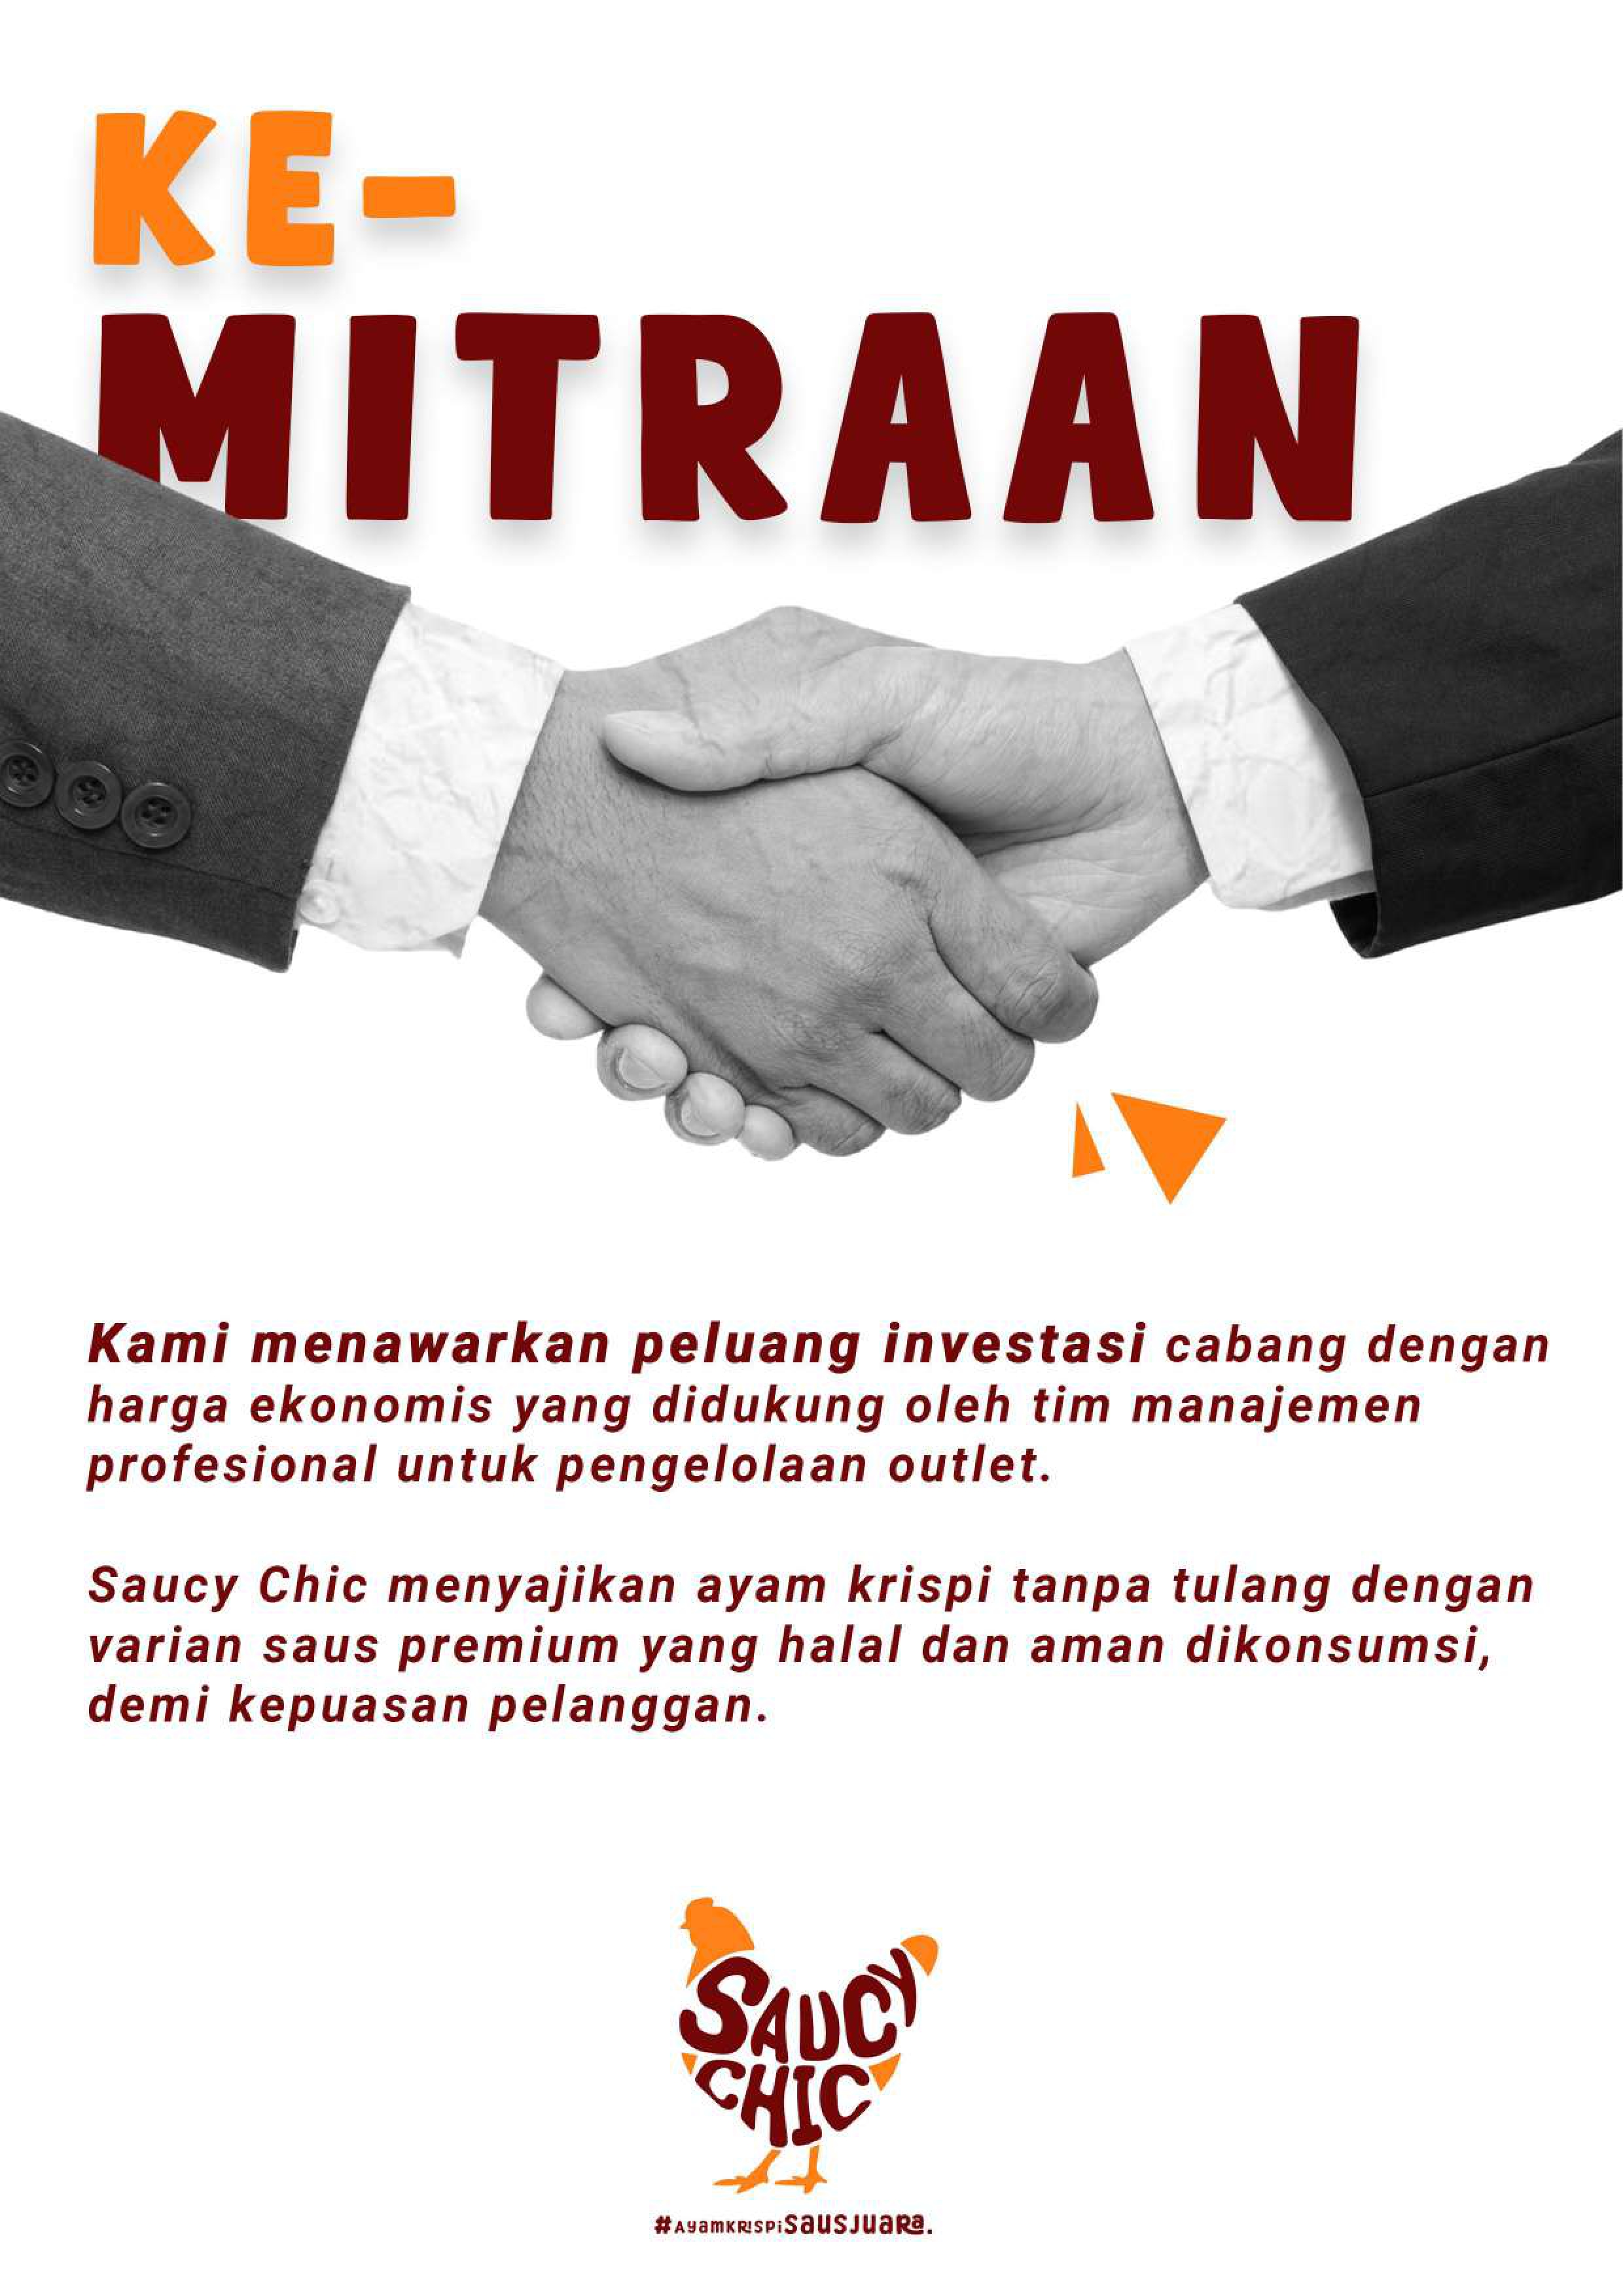 KE-
MITRAAN
Kami menawarkan peluang investasi cabang dengan
harga ekonomis yang didukung oleh tim manajemen
profesional untuk pengelolaan outlet.
Saucy Chic menyajikan ayam krispi tanpa tulang dengan
varian saus premium yang halal dan aman dikonsumsi,
demi kepuasan pelanggan.
SAUCY
CHIC
#AyamKRISPiSausJuaRa.